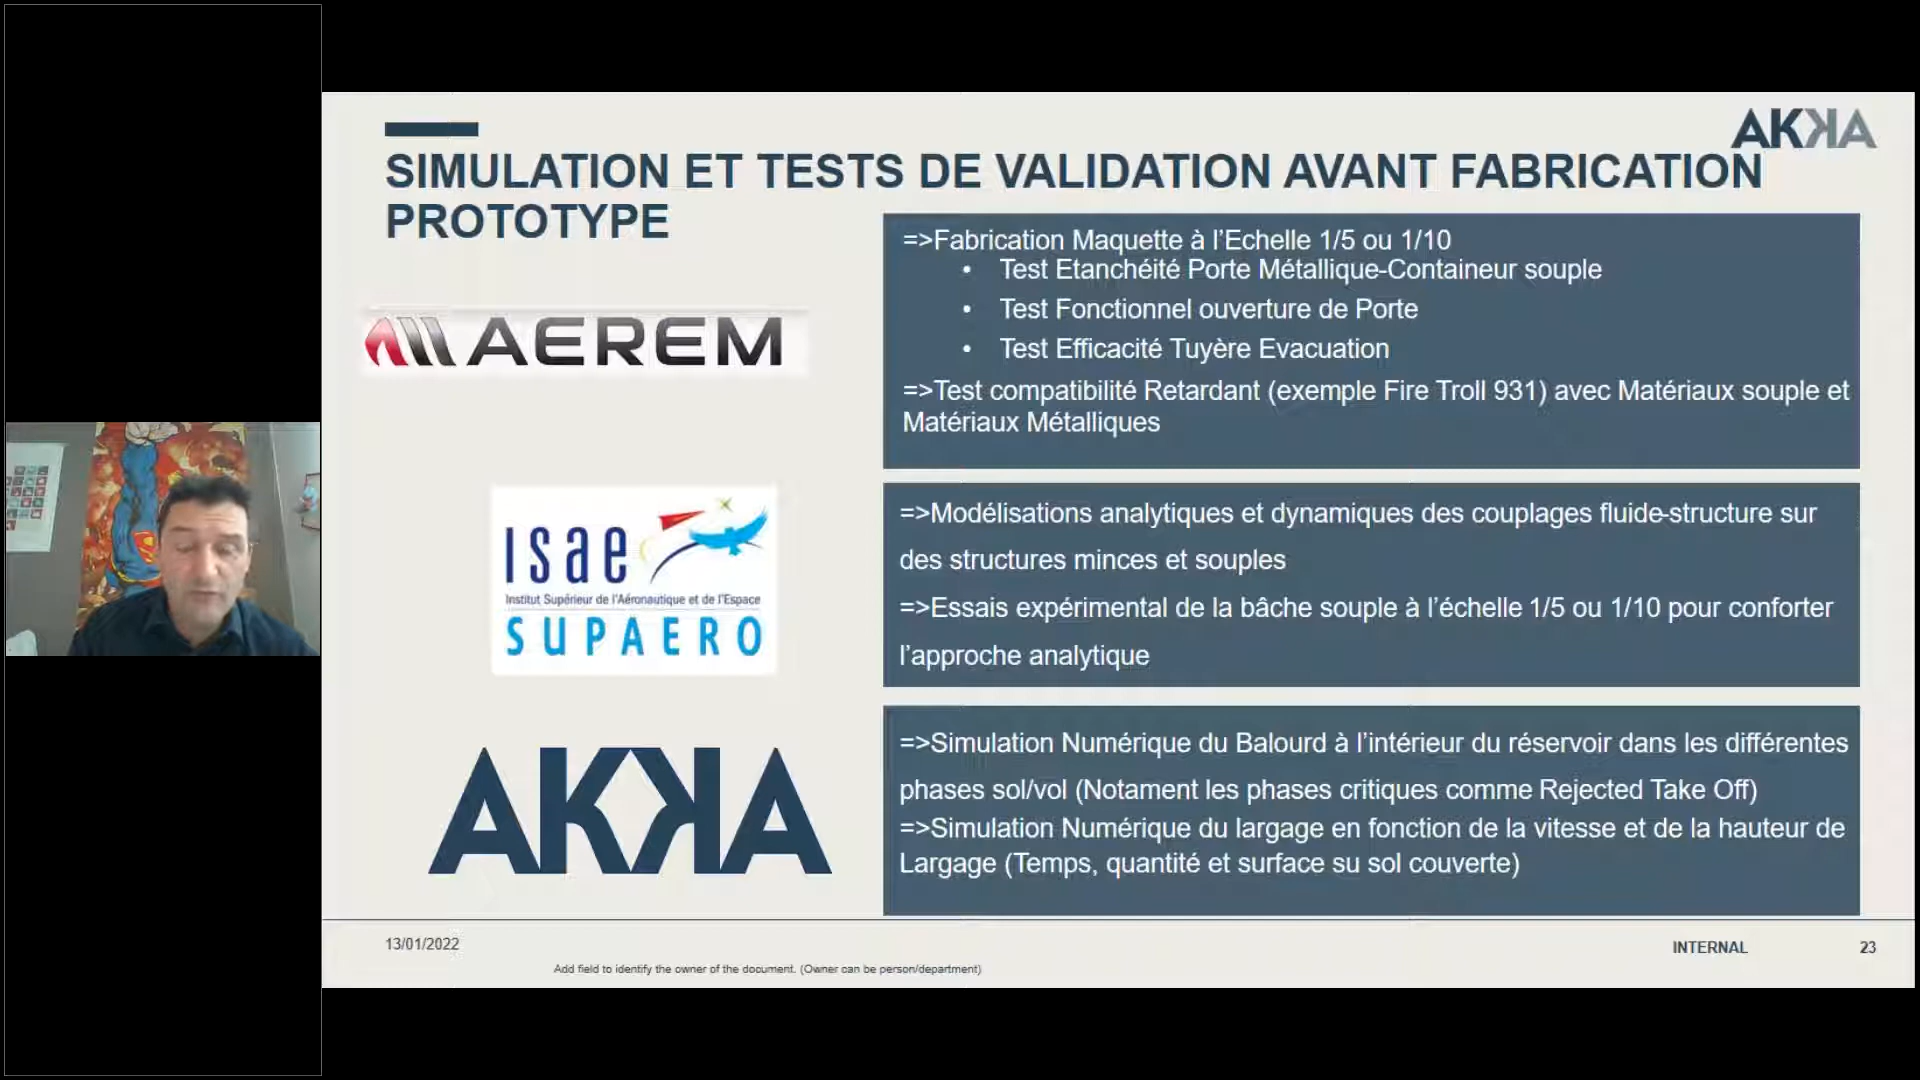 AKKA
SIMULATION ET TESTS DE VALIDATION AVANT FABRICATION
PROTOTYPE
AEREM
=>Fabrication Maquette à l’Echelle 1/5 ou 1/10
• Test Etanchéité Porte Métallique-Containeur souple
• Test Fonctionnel ouverture de Porte
• Test Efficacité Tuyère Evacuation
=>Test compatibilité Retardant (exemple Fire Troll 931) avec Matériaux souple et
Matériaux Métalliques
isae
Institut Supérieur de l'Aéronautique et de l'Espace
SUPAERO
=>Modélisations analytiques et dynamiques des couplages fluide-structure sur
des structures minces et souples
=>Essais expérimental de la bâche souple à l’échelle 1/5 ou 1/10 pour conforter
l’approche analytique
AKKA
=>Simulation Numérique du Balourd à l’intérieur du réservoir dans les différentes
phases sol/vol (Notament les phases critiques comme Rejected Take Off)
=>Simulation Numérique du largage en fonction de la vitesse et de la hauteur de
Largage (Temps, quantité et surface su sol couverte)
13/01/2022
Add field to identify the owner of the document. (Owner can be person/department)
INTERNAL
23